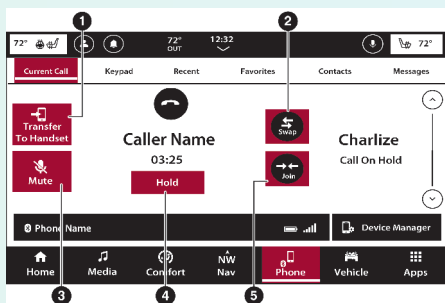 1
2
72°
72°
OUT
12:32
72°
Current Call
Keypad
Recent
Favorites
Contacts
Messages
Transfer
To Handset
Mute
Caller Name
03:25
Hold
Swap
Join
Charlize
Call On Hold
Phone Name
Device Manager
Home
Media
Comfort
NW
Nav
Phone
Vehicle
Apps
3
4
5